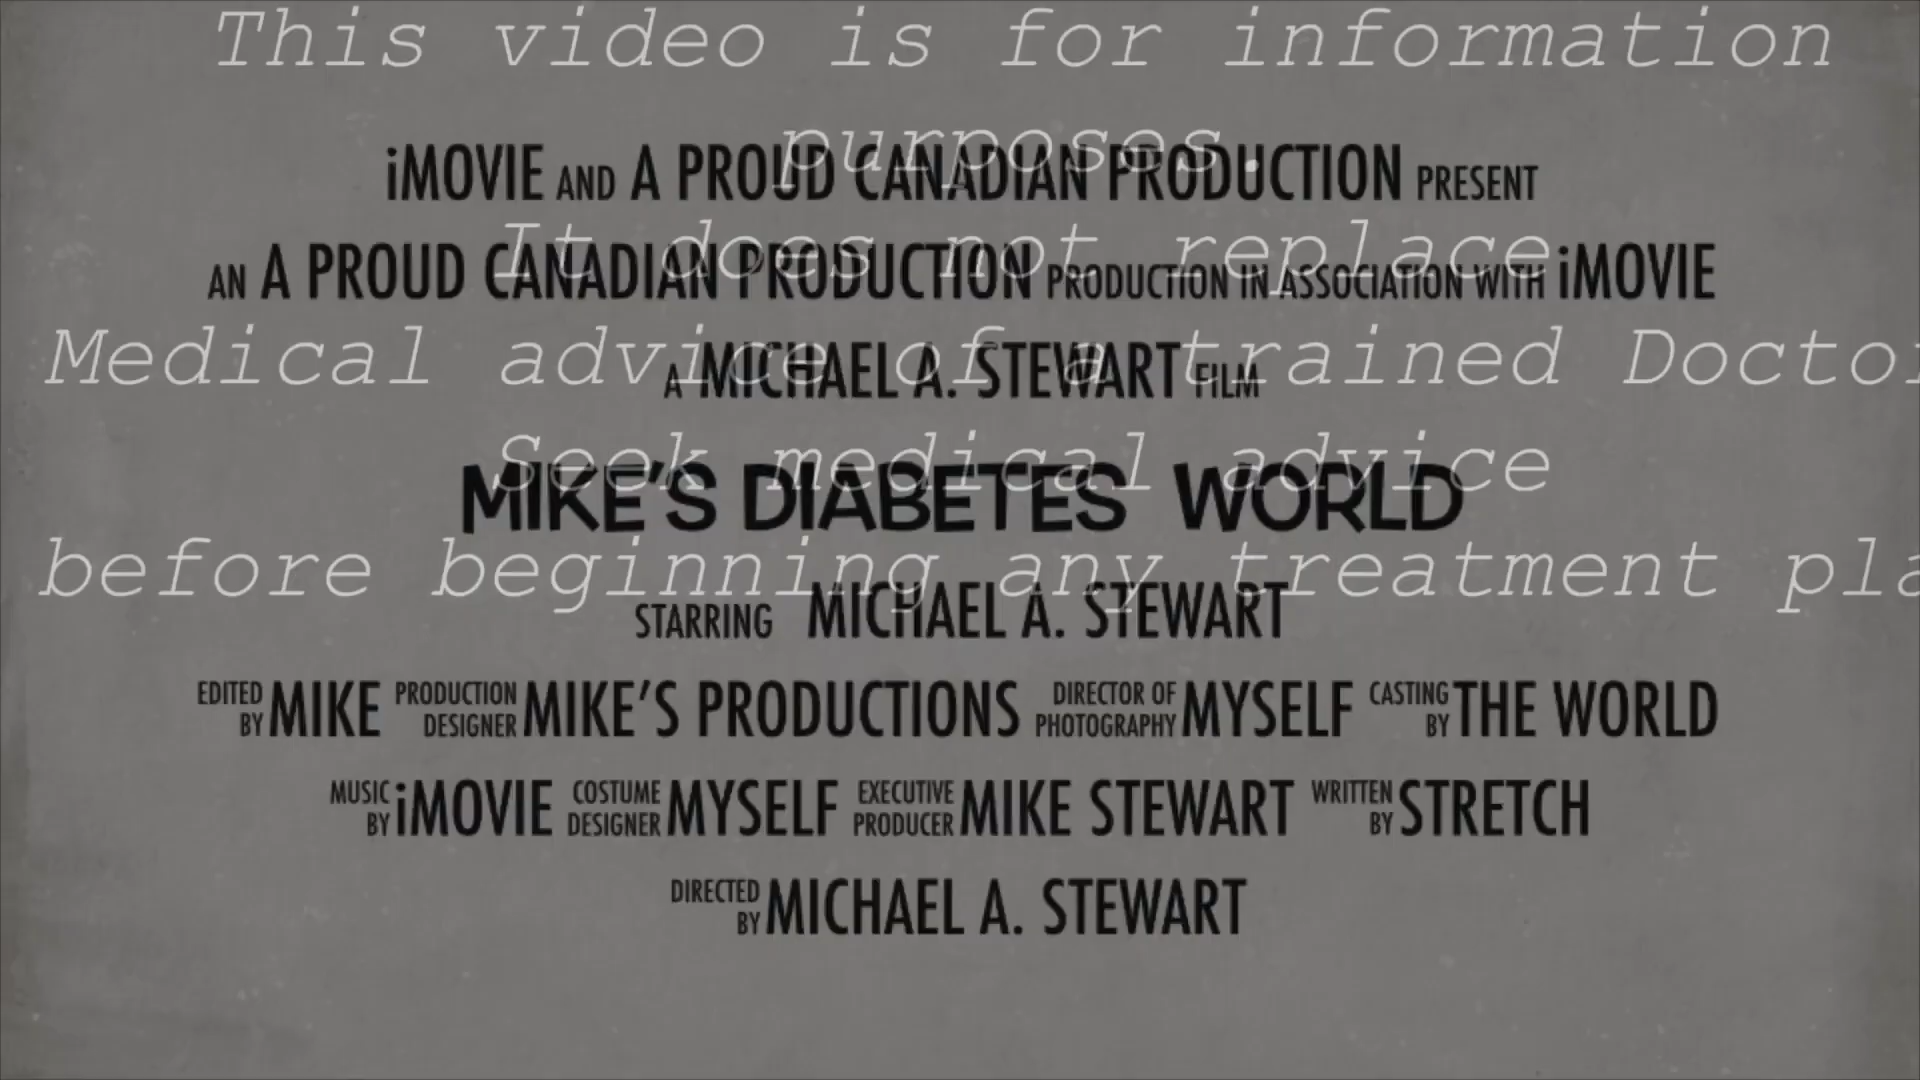 This video is for information
purposes.
It does not replace
Medical advice of a trained
Seek medical advice
before beginning any treatment
iMOVIE AND A PROUD CANADIAN PRODUCTION PRESENT
AN A PROUD CANADIAN PRODUCTION PRODUCTION IN ASSOCIATION WITH iMOVIE
A MICHAEL A. STEWART FILM
MIKE'S DIABETES WORLD
STARRING MICHAEL A. STEWART
EDITED BY MIKE PRODUCTION DESIGNER MIKE'S PRODUCTIONS DIRECTOR OF PHOTOGRAPHY MYSELF CASTING BY THE WORLD
MUSIC BY iMOVIE COSTUME DESIGNER MYSELF EXECUTIVE PRODUCER MIKE STEWART WRITTEN BY STRETCH
DIRECTED BY MICHAEL A. STEWART